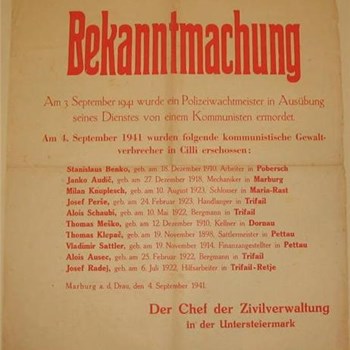 Bekanntmachung
Am 3. September 1941 wurde ein Polizeiwachtmeister in Ausübung
seines Dienstes von einem Kommunisten ermordet.
Am 4. September 1941 wurden folgende kommunistische Gewalt-
verbrecher in Cilli erschossen:
Stanislaus Benko, geb. am 18. Dezember 1910, Arbeiter in Pobersch
Janko Audič, geb. am 27. Dezember 1918, Mechaniker in Marburg
Milan Knuplesch, geb. am 10. August 1923, Schlosser in Maria-Rast
Josef Perše, geb. am 24. Februar 1923, Handlanger in Trifail
Alois Schaubi, geb. am 10. Mai 1922, Bergmann in Trifail
Thomas Meško, geb. am 12. Dezember 1910, Kellner in Dornau
Thomas Klepač, geb. am 19. November 1898, Sattlermeister in Pettau
Vladimir Sattler, geb. am 19. November 1914, Finanzangestellter in Pettau
Alois Ausec, geb. am 25. Februar 1922, Bergmann in Trifail
Josef Radej, geb. am 6. Juli 1922, Hilfsarbeiter in Trifail-Retje
Marburg a. d. Drau, den 4. September 1941.
Der Chef der Zivilverwaltung
in der Untersteiermark